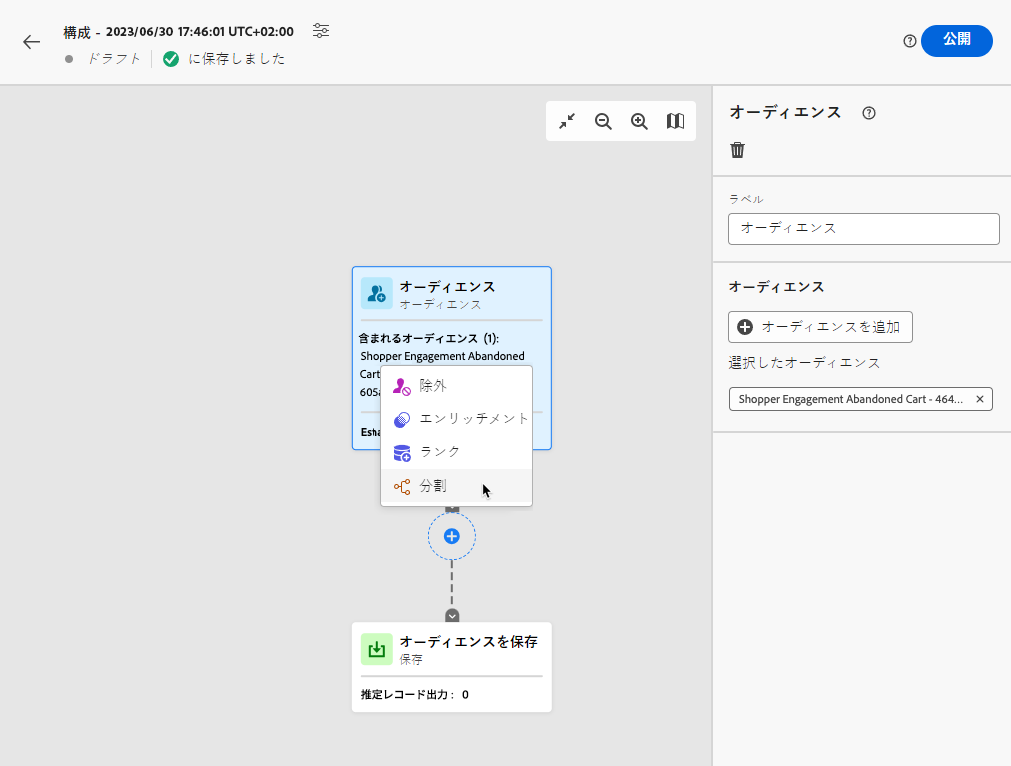 構成 - 2023/06/30 17:46:01 UTC+02:00
ドラフト
に保存しました
公開
オーディエンス
ラベル
オーディエンス
オーディエンス
オーディエンスを追加
選択したオーディエンス
Shopper Engagement Abandoned Cart - 464...
オーディエンス
オーディエンス
含まれるオーディエンス (1):
Shopper Engagement Abandoned
Cart
除外
エンリッチメント
ランク
分割
オーディエンスを保存
保存
推定レコード出力 : 0